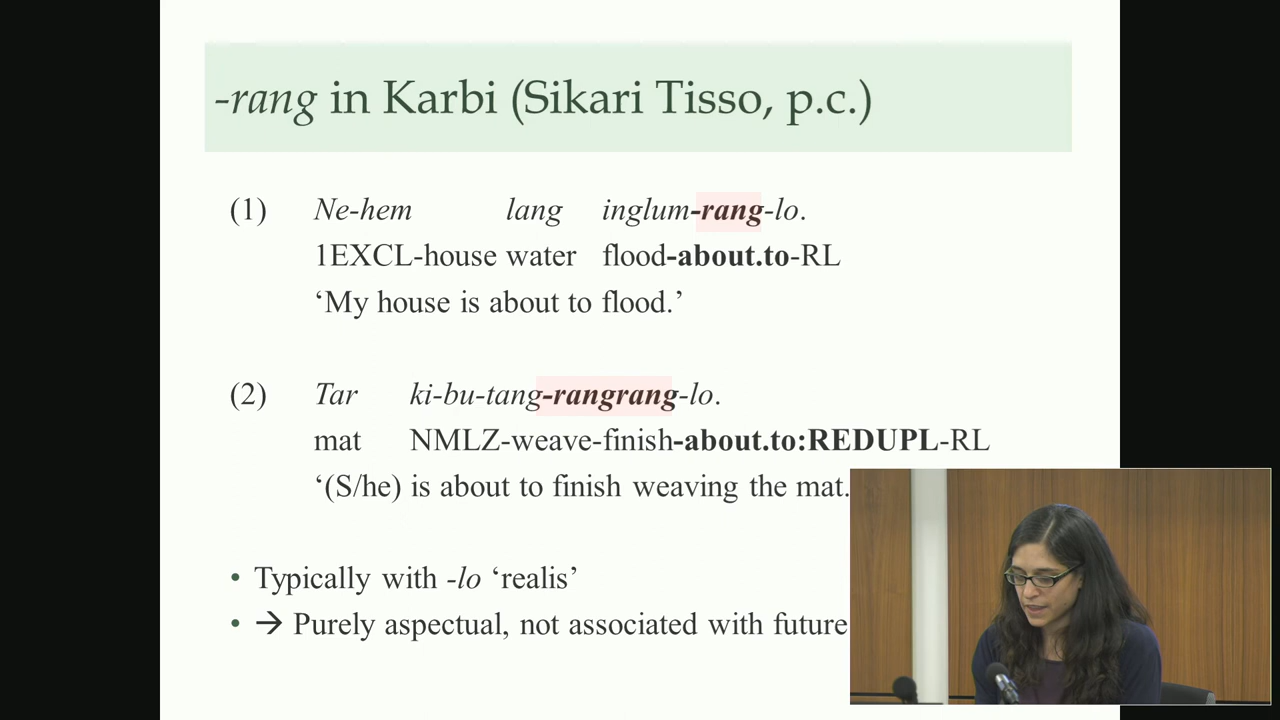 -rang in Karbi (Sikari Tisso, p.c.)
(1) Ne-hem lang inglum-rang-lo.
1EXCL-house water flood-about.to-RL
‘My house is about to flood.’
(2) Tar ki-bu-tang-rangrang-lo.
mat NMLZ-weave-finish-about.to:REDUPL-RL
‘(S/he) is about to finish weaving the mat.
• Typically with -lo ‘realis’
• → Purely aspectual, not associated with future